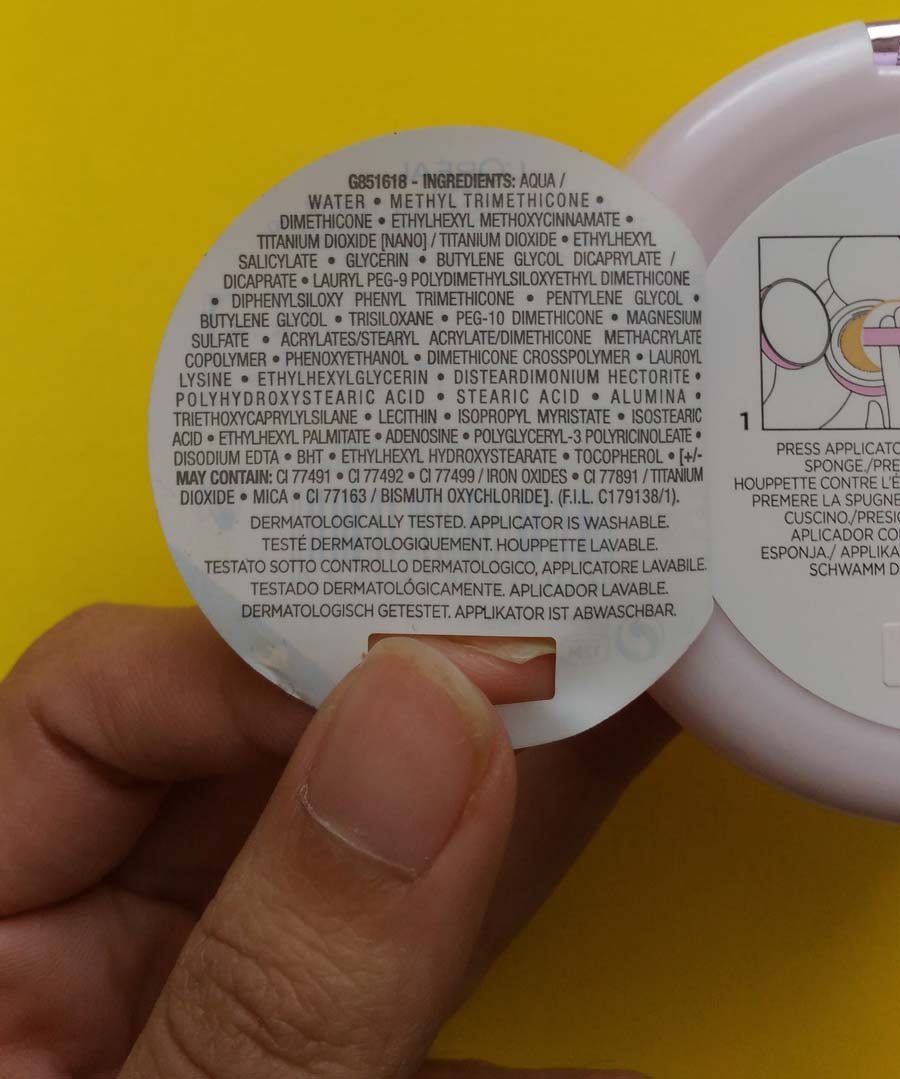 G851618 - INGREDIENTS: AQUA /
WATER • METHYL TRIMETHICONE •
DIMETHICONE • ETHYLHEXYL METHOXYCINNAMATE •
TITANIUM DIOXIDE [NANO] / TITANIUM DIOXIDE • ETHYLHEXYL
SALICYLATE • GLYCERIN • BUTYLENE GLYCOL DICAPRYLATE /
DICAPRATE • LAURYL PEG-9 POLYDIMETHYLSILOXYETHYL DIMETHICONE
• DIPHENYLSILOXY PHENYL TRIMETHICONE • PENTYLENE GLYCOL •
BUTYLENE GLYCOL • TRISILOXANE • PEG-10 DIMETHICONE • MAGNESIUM
SULFATE • ACRYLATES/STEARYL ACRYLATE/DIMETHICONE METHACRYLATE
COPOLYMER • PHENOXYETHANOL • DIMETHICONE CROSSPOLYMER • LAUROYL
LYSINE • ETHYLHEXYLGLYCERIN • DISTEARDIMONIUM HECTORITE •
POLYHYDROXYSTEARIC ACID • STEARIC ACID • ALUMINA •
TRIETHOXYCAPRYLYLSILANE • LECITHIN • ISOPROPYL MYRISTATE • ISOSTEARIC
ACID • ETHYLHEXYL PALMITATE • ADENOSINE • POLYGLYCERYL-3 POLYRICINOLEATE •
DISODIUM EDTA • BHT • ETHYLHEXYL HYDROXYSTEARATE • TOCOPHEROL • [+/-
MAY CONTAIN: CI 77491 • CI 77492 • CI 77499 / IRON OXIDES • CI 77891 / TITANIUM
DIOXIDE • MICA • CI 77163 / BISMUTH OXYCHLORIDE]. (F.I.L. C179138/1).
DERMATOLOGICALLY TESTED. APPLICATOR IS WASHABLE.
TESTÉ DERMATOLOGIQUEMENT. HOUPPETTE LAVABLE.
TESTATO SOTTO CONTROLLO DERMATOLOGICO, APPLICATORE LAVABILE.
TESTADO DERMATOLÓGICAMENTE. APLICADOR LAVABLE.
DERMATOLOGISCH GETESTET. APPLIKATOR IST ABWASCHBAR.
1
PRESS APPLICATO
SPONGE./PRE
HOUPPETTE CONTRE L'É
PREMERE LA SPUGNE
CUSCINO./PRESIO
APLICADOR CO
ESPONJA./ APPLIKA
SCHWAMM D